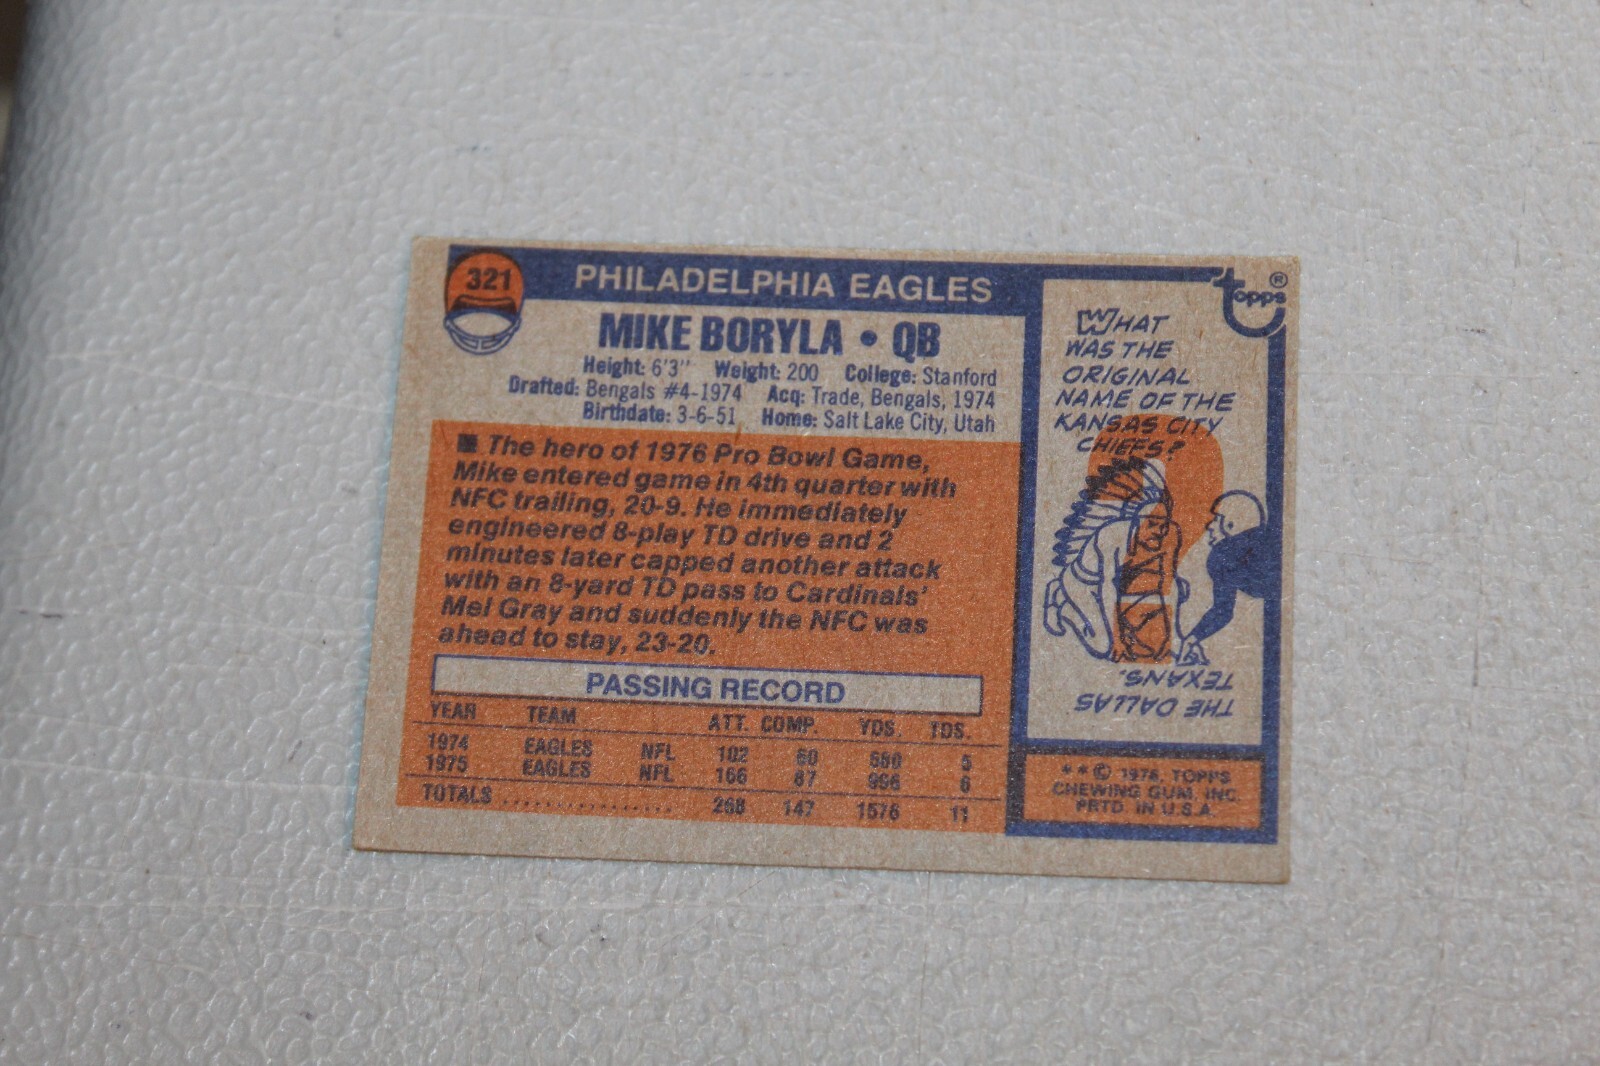 321
PHILADELPHIA EAGLES
MIKE BORYLA • QB
Height: 6'3" Weight: 200 College: Stanford
Drafted: Bengals #4-1974 Acq: Trade, Bengals, 1974
Birthdate: 3-6-51 Home: Salt Lake City, Utah
■ The hero of 1976 Pro Bowl Game,
Mike entered game in 4th quarter with
NFC trailing, 20-9. He immediately
engineered 8-play TD drive and 2
minutes later capped another attack
with an 8-yard TD pass to Cardinals'
Mel Gray and suddenly the NFC was
ahead to stay, 23-20.
PASSING RECORD
YEAR TEAM ATT. COMP. YDS. TDS.
1974 EAGLES NFL 102 60 580 5
1975 EAGLES NFL 166 87 996 6
TOTALS ................ 268 147 1576 11
topps®
WHAT
WAS THE
ORIGINAL
NAME OF THE
KANSAS CITY
CHIEFS?
THE DALLAS
TEXANS.
* * © 1976, TOPPS
CHEWING GUM, INC.
PRTD. IN U.S.A.